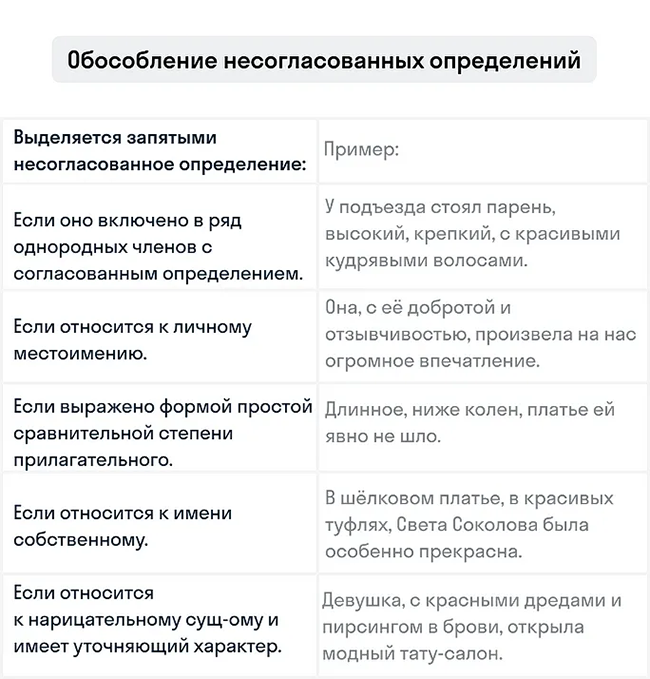 Обособление несогласованных определений
Выделяется запятыми
несогласованное определение:
Пример:
Если оно включено в ряд
однородных членов с
согласованным определением.
У подъезда стоял парень,
высокий, крепкий, с красивыми
кудрявыми волосами.
Если относится к личному
местоимению.
Она, с её добротой и
отзывчивостью, произвела на нас
огромное впечатление.
Если выражено формой простой
сравнительной степени
прилагательного.
Длинное, ниже колен, платье ей
явно не шло.
Если относится к имени
собственному.
В шёлковом платье, в красивых
туфлях, Света Соколова была
особенно прекрасна.
Если относится
к нарицательному сущ-ому и
имеет уточняющий характер.
Девушка, с красными дредами и
пирсингом в брови, открыла
модный тату-салон.